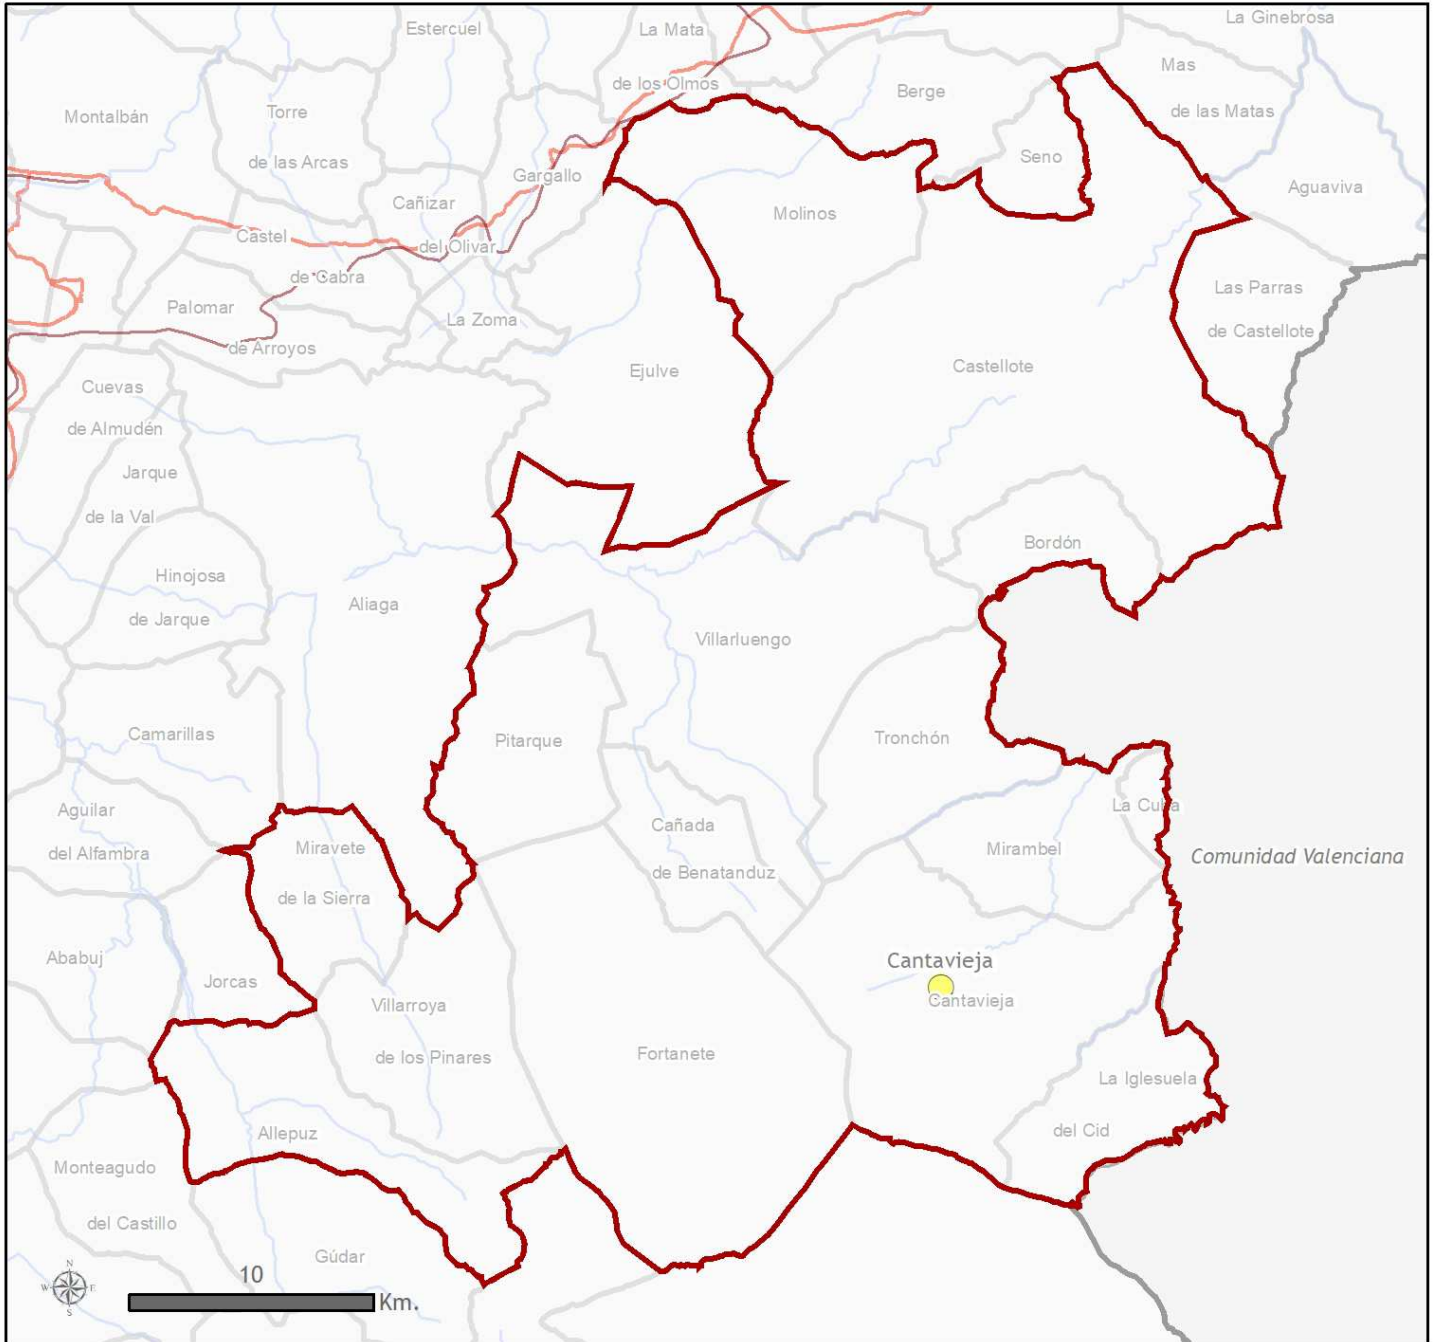 La Ginebrosa
Estercuel
La Mata
de los Olmos
Mas
de las Matas
Berge
Montalbán
Torre
de las Arcas
Seno
Gargallo
Aguaviva
Cañizar
del Olivar
Molinos
Castel
de Cabra
Las Parras
de Castellote
Palomar
de Arroyos
La Zoma
Castellote
Ejulve
Cuevas
de Almudén
Jarque
de la Val
Bordón
Hinojosa
de Jarque
Aliaga
Villarluengo
Camarillas
Pitarque
Tronchón
Aguilar
del Alfambra
La Cuba
Cañada
de Benatanduz
Miravete
de la Sierra
Mirambel
Comunidad Valenciana
Ababuj
Cantavieja
Cantavieja
Jorcas
Villarroya
de los Pinares
Fortanete
La Iglesuela
del Cid
Allepuz
Monteagudo
del Castillo
Gúdar
N
W E
S
10
Km.